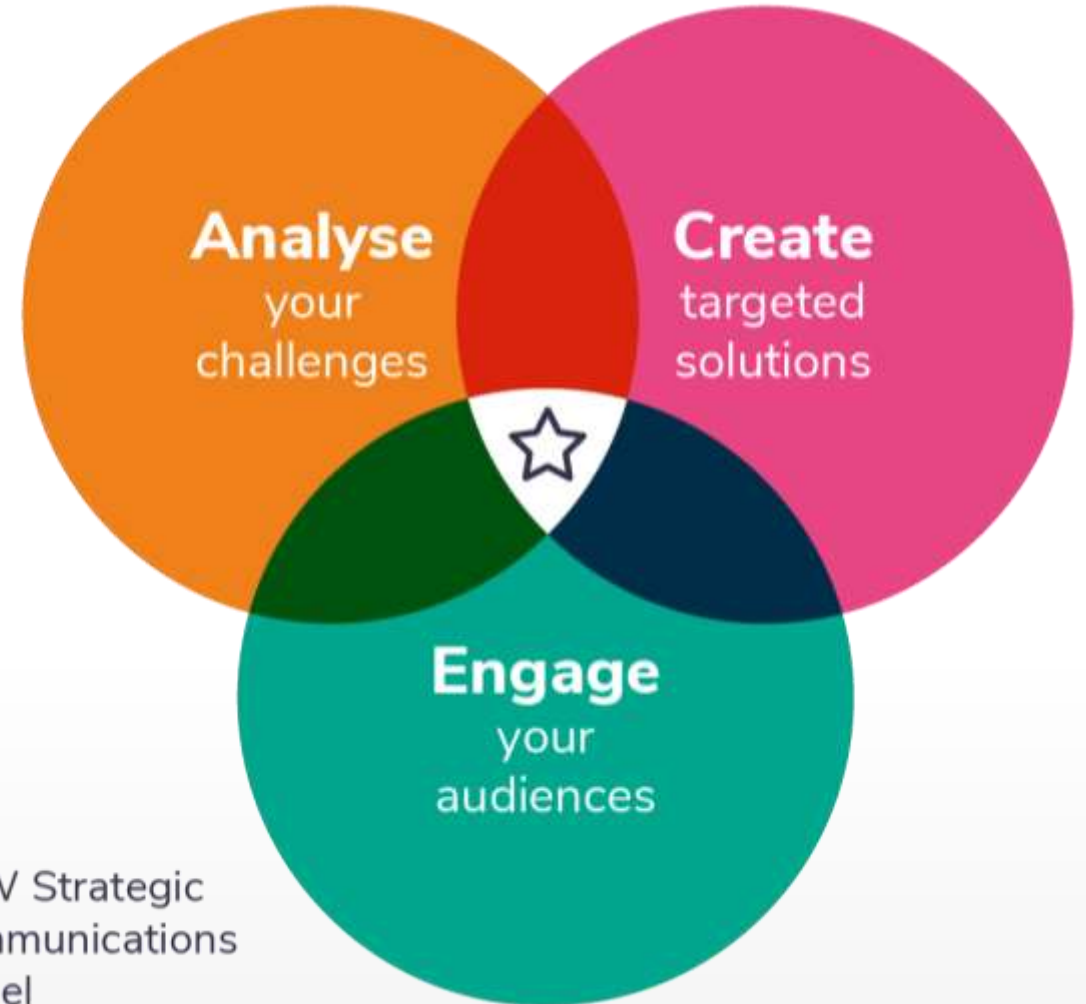 Analyse
your
challenges
Create
targeted
solutions
Engage
your
audiences
Strategic